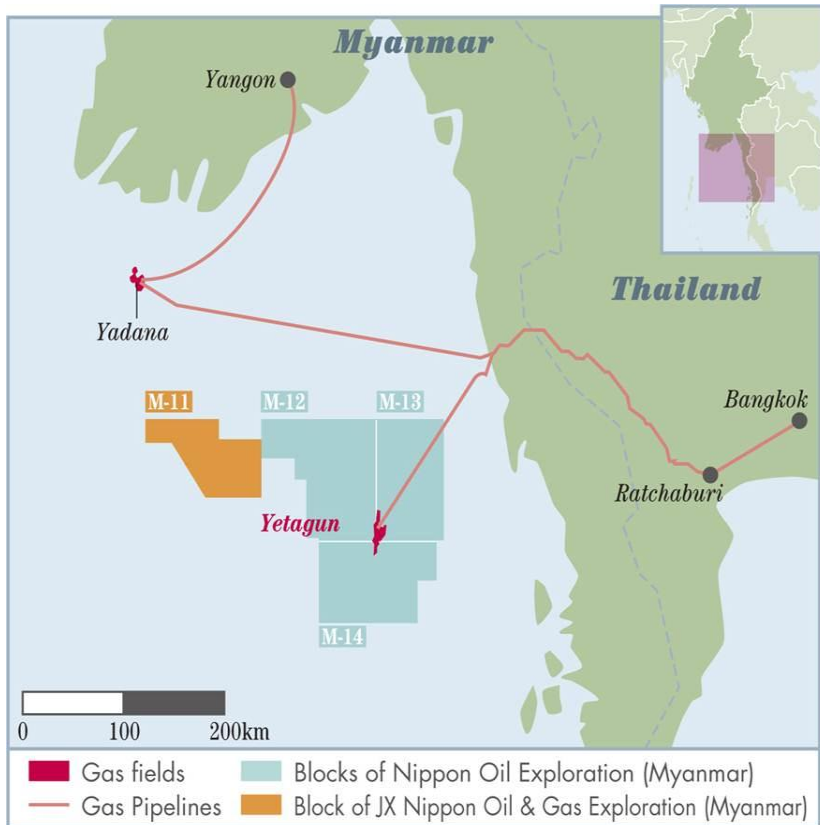 Myanmar
Yangon
Thailand
Yadana
M-11
M-12
M-13
Bangkok
Ratchaburi
Yetagun
M-14
0 100 200km
Gas fields
Blocks of Nippon Oil Exploration (Myanmar)
Gas Pipelines
Block of JX Nippon Oil & Gas Exploration (Myanmar)